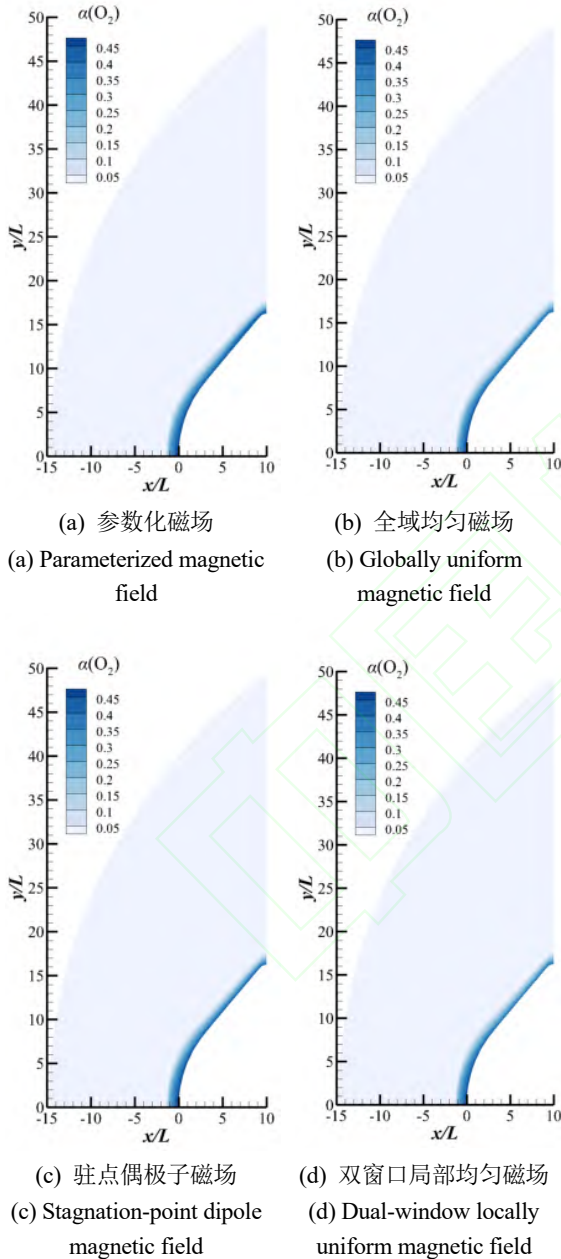 α(O₂)
0.45
0.4
0.35
0.3
0.25
0.2
0.15
0.1
0.05
50
45
40
35
30
25
20
15
10
5
0
y/L
-15 -10 -5 0 5 10
x/L
(a) 参数化磁场
(a) Parameterized magnetic
field
α(O₂)
0.45
0.4
0.35
0.3
0.25
0.2
0.15
0.1
0.05
50
45
40
35
30
25
20
15
10
5
0
y/L
-15 -10 -5 0 5 10
x/L
(b) 全域均匀磁场
(b) Globally uniform
magnetic field
α(O₂)
0.45
0.4
0.35
0.3
0.25
0.2
0.15
0.1
0.05
50
45
40
35
30
25
20
15
10
5
0
y/L
-15 -10 -5 0 5 10
x/L
(c) 驻点偶极子磁场
(c) Stagnation-point dipole
magnetic field
α(O₂)
0.45
0.4
0.35
0.3
0.25
0.2
0.15
0.1
0.05
50
45
40
35
30
25
20
15
10
5
0
y/L
-15 -10 -5 0 5 10
x/L
(d) 双窗口局部均匀磁场
(d) Dual-window locally
uniform magnetic field